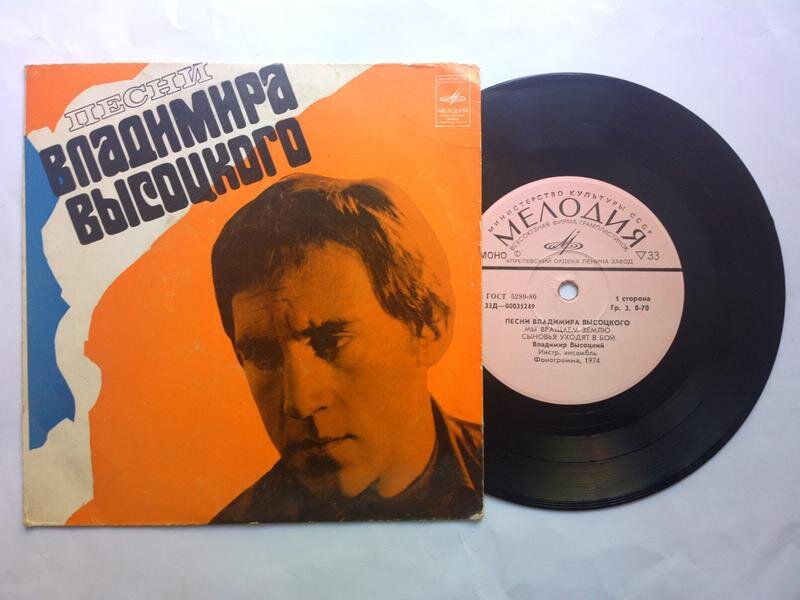 ПЕСНИ
ВЛАДИМИРА
ВЫСОЦКОГО
МЕЛОДИЯ
МИНИСТЕРСТВО КУЛЬТУРЫ СССР
МЕЛОДИЯ
ВСЕСОЮЗНАЯ ФИРМА ГРАМПЛАСТИНОК
МОНО ▽33
АПРЕЛЕВСКИЙ ОРДЕНА ЛЕНИНА ЗАВОД
ГОСТ 5289-80 1 сторона
33Д—00035249 Гр. 3. 0-70
ПЕСНИ ВЛАДИМИРА ВЫСОЦКОГО
МЫ ВРАЩАЕМ ЗЕМЛЮ
СЫНОВЬЯ УХОДЯТ В БОЙ
Владимир Высоцкий
Инстр. ансамбль
Фонограмма, 1974